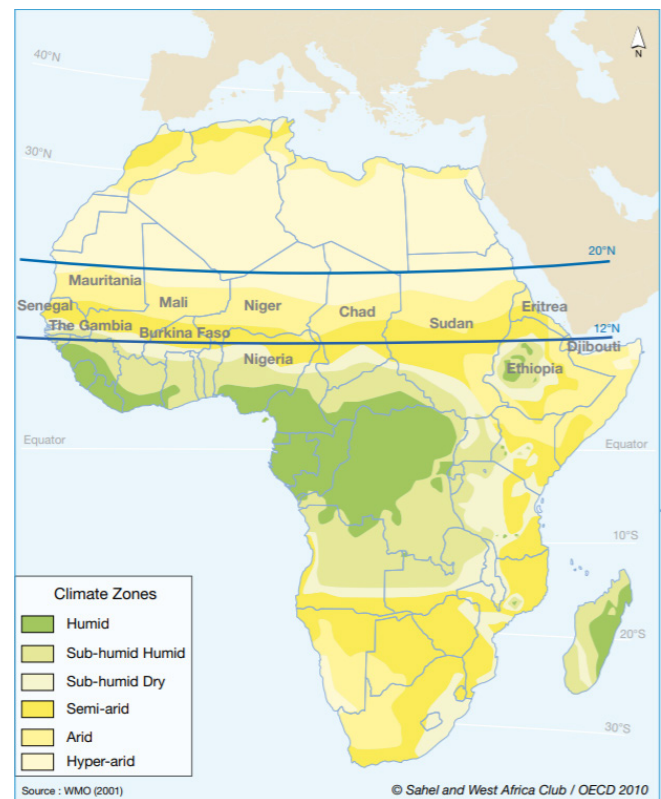 40°N
N
30°N
20°N
Mauritania
Mali
Niger
Chad
Sudan
Eritrea
Senegal
The Gambia
Burkina Faso
12°N
Nigeria
Djibouti
Ethiopia
Equator
Equator
10°S
20°S
30°S
Climate Zones
Humid
Sub-humid Humid
Sub-humid Dry
Semi-arid
Arid
Hyper-arid
Source : WMO (2001)
© Sahel and West Africa Club / OECD 2010